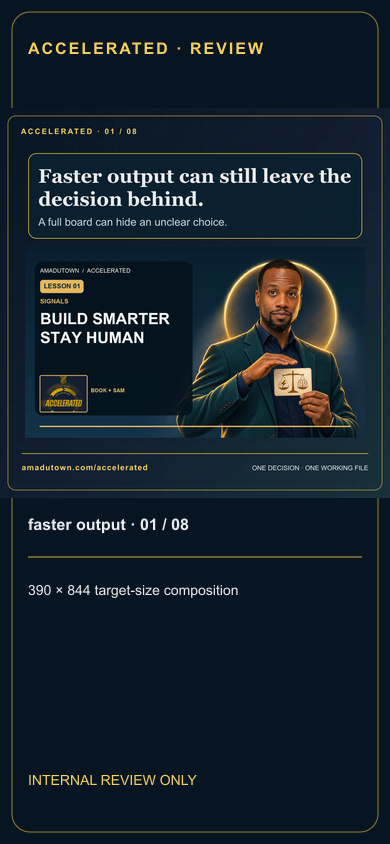 ACCELERATED · REVIEW
ACCELERATED · 01 / 08
Faster output can still leave the
decision behind.
A full board can hide an unclear choice.
AMADUTOWN / ACCELERATED
LESSON 01
SIGNALS
BUILD SMARTER
STAY HUMAN
ACCELERATED
BOOK + SAM
amadutown.com/accelerated
ONE DECISION · ONE WORKING FILE
faster output · 01 / 08
390 × 844 target-size composition
INTERNAL REVIEW ONLY